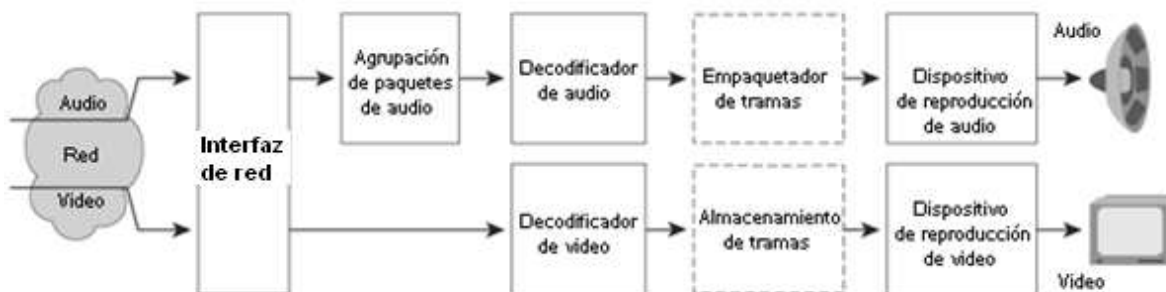 Audio
Red
Video
Interfaz
de red
Agrupación
de paquetes
de audio
Decodificador
de audio
Empaquetador
de tramas
Dispositivo
de reproducción
de audio
Audio
Decodificador
de video
Almacenamiento
de tramas
Dispositivo
de reproducción
de video
Video